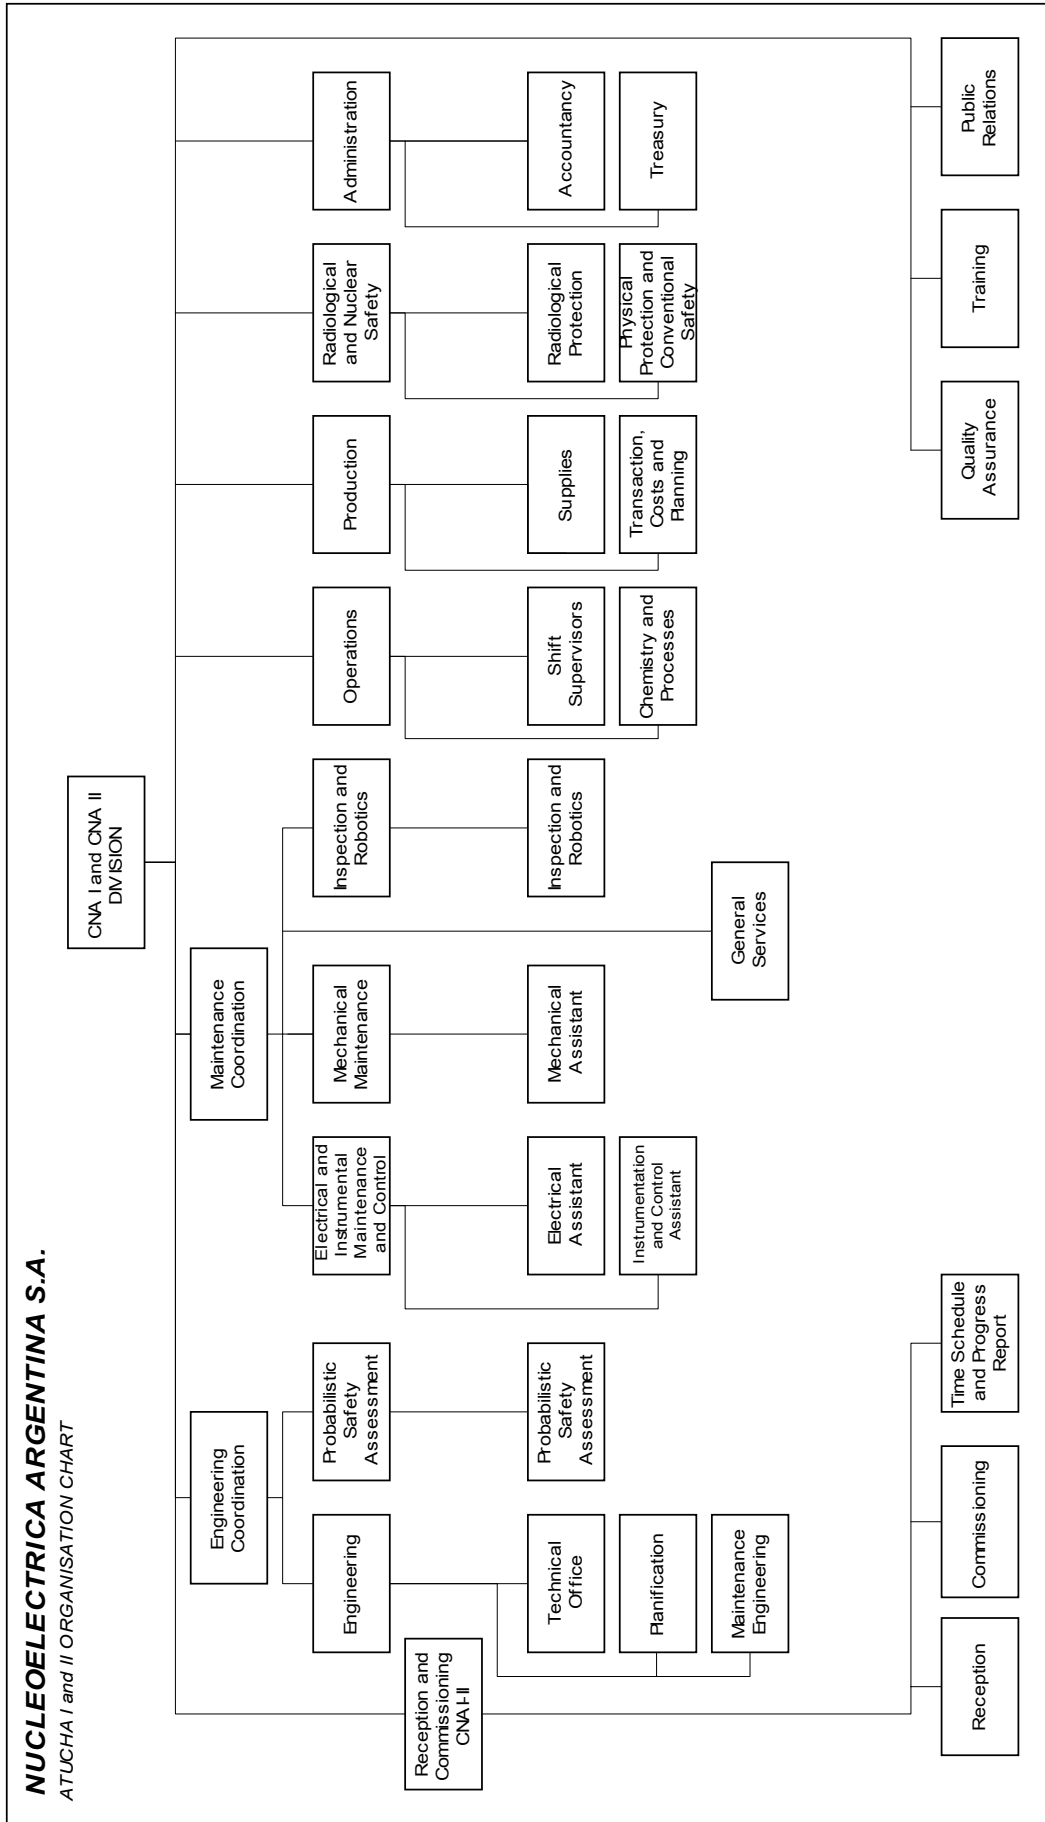 NUCLEOELECTRICA ARGENTINA S.A.
ATUCHA I and II ORGANISATION CHART
CNA I and CNA II
DIVISION
Engineering
Coordination
Maintenance
Coordination
Engineering
Probabilistic
Safety
Assessment
Electrical and
Instrumental
Maintenance
and Control
Mechanical
Maintenance
Inspection and
Robotics
Operations
Production
Radiological
and Nuclear
Safety
Administration
Reception and
Commissioning
CNAI-II
Technical
Office
Probabilistic
Safety
Assessment
Electrical
Assistant
Mechanical
Assistant
Inspection and
Robotics
Shift
Supervisors
Supplies
Radiological
Protection
Accountancy
Planification
Instrumentation
and Control
Assistant
Chemistry and
Processes
Transaction,
Costs and
Planning
Physical
Protection and
Conventional
Safety
Treasury
Maintenance
Engineering
General
Services
Reception
Commissioning
Time Schedule
and Progress
Report
Quality
Assurance
Training
Public
Relations